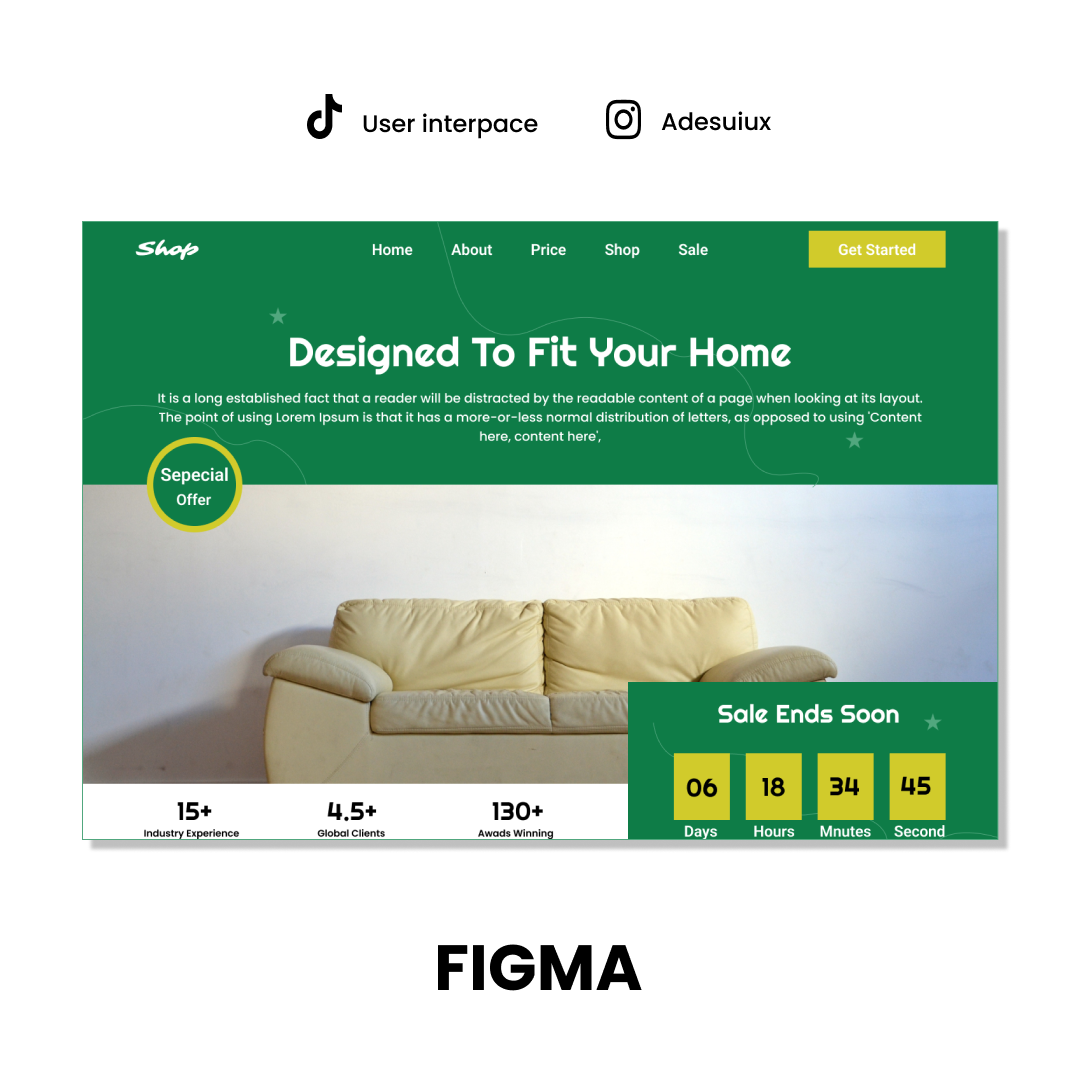 User interpace
Adesuiux
Shop
Home
About
Price
Shop
Sale
Get Started
Designed To Fit Your Home
It is a long established fact that a reader will be distracted by the readable content of a page when looking at its layout.
The point of using Lorem Ipsum is that it has a more-or-less normal distribution of letters, as opposed to using 'Content
here, content here',
Sepecial
Offer
Sale Ends Soon
06
18
34
45
Days
Hours
Mnutes
Second
15+
4.5+
130+
Industry Experience
Global Clients
Awads Winning
FIGMA